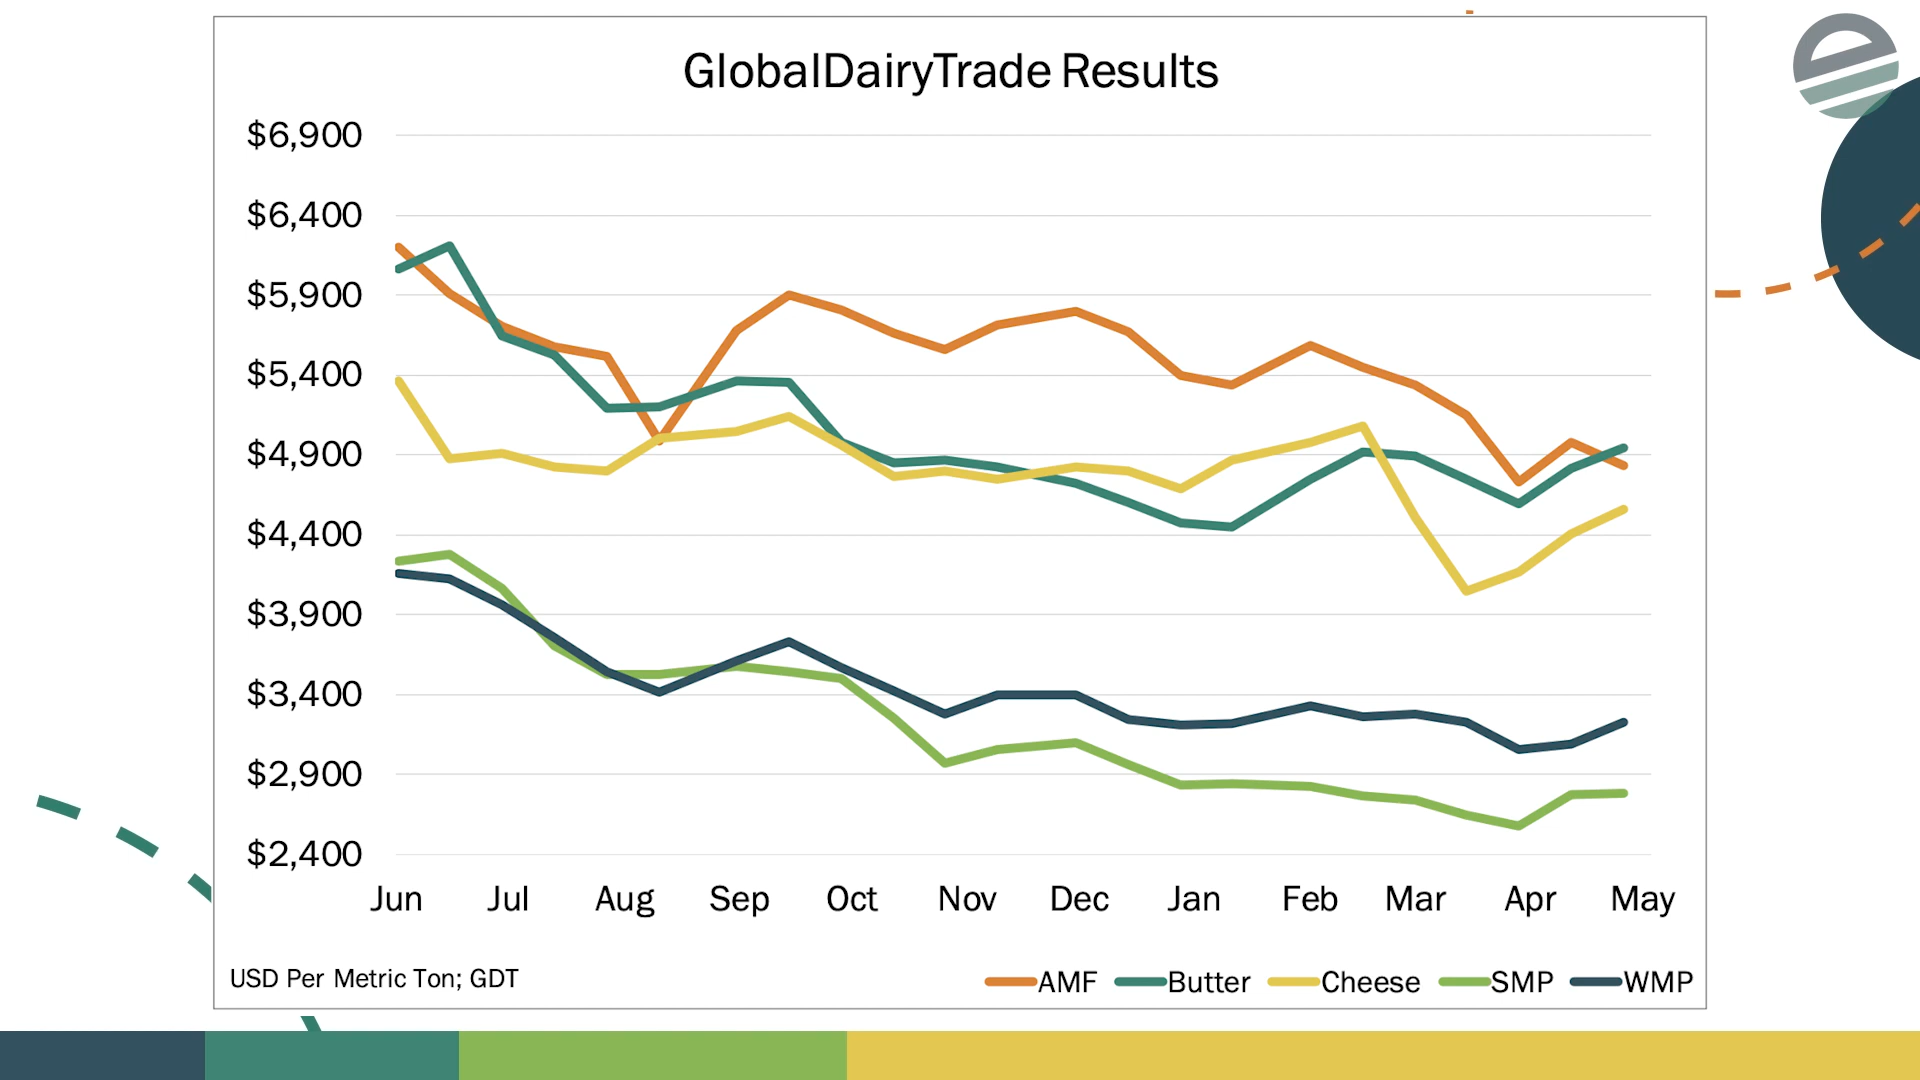 GlobalDairyTrade Results
$6,900
$6,400
$5,900
$5,400
$4,900
$4,400
$3,900
$3,400
$2,900
$2,400
Jun Jul Aug Sep Oct Nov Dec Jan Feb Mar Apr May
USD Per Metric Ton; GDT
AMF Butter Cheese SMP WMP